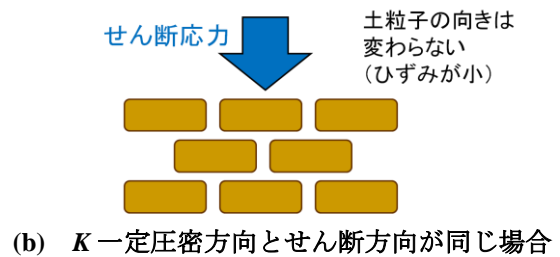 せん断応力
土粒子の向きは
変わらない
（ひずみが小）
(b) K 一定圧密方向とせん断方向が同じ場合